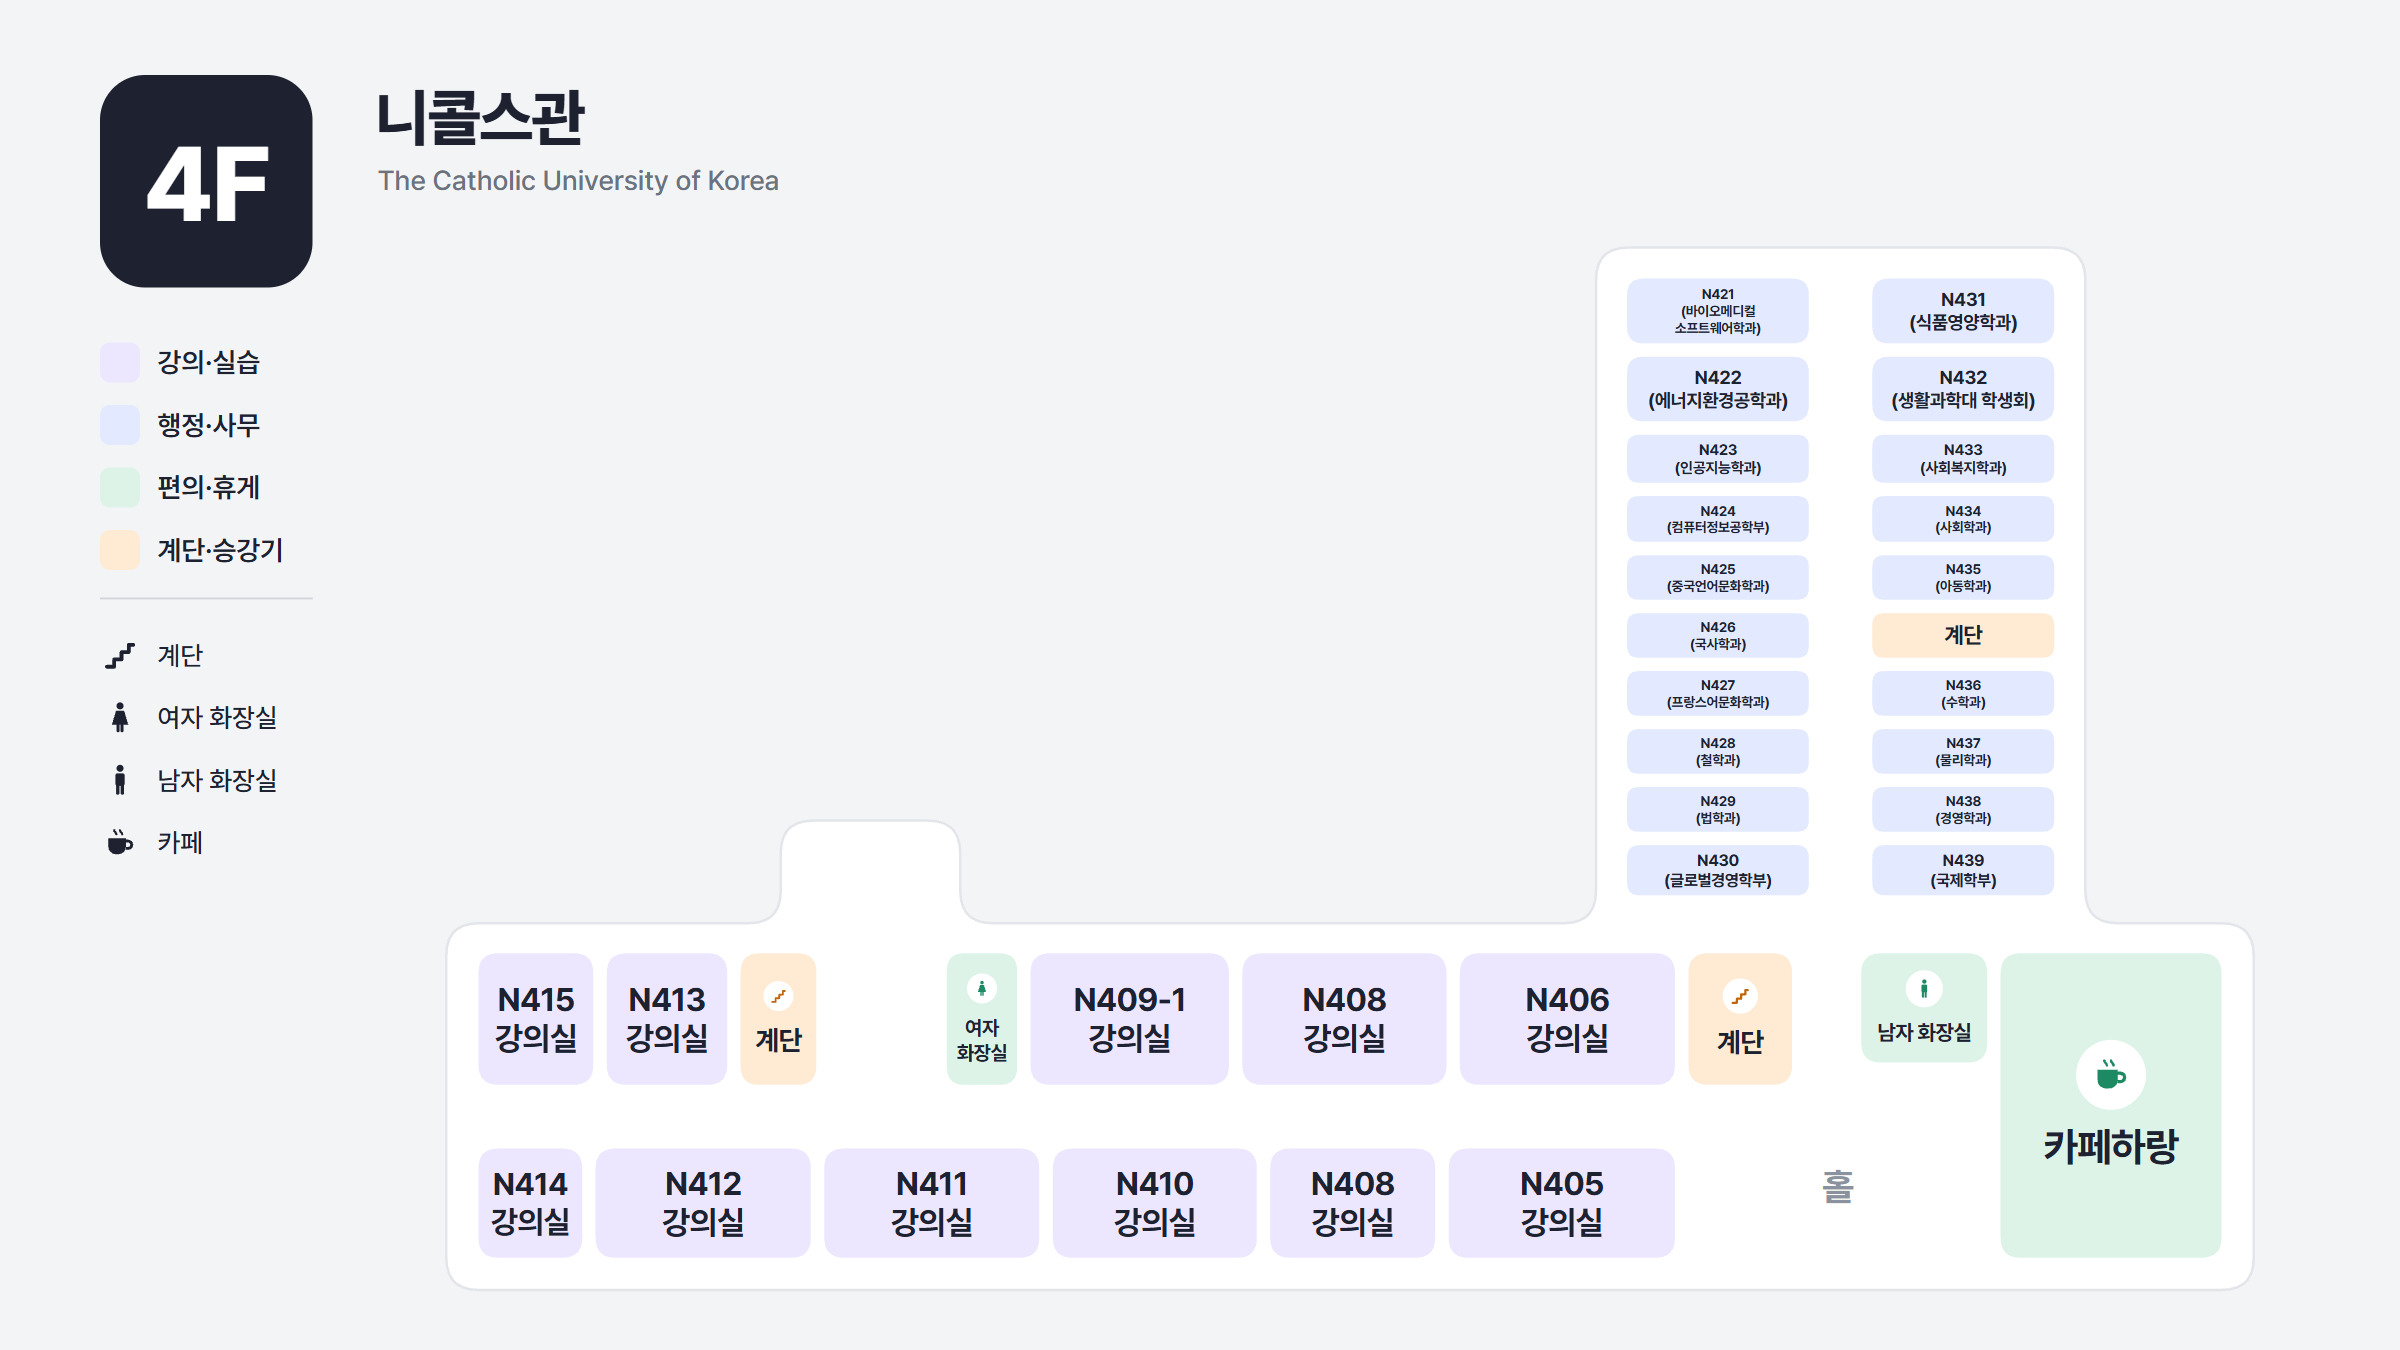 4F
니콜스관
The Catholic University of Korea
강의·실습
행정·사무
편의·휴게
계단·승강기
계단
여자 화장실
남자 화장실
카페
N421
(바이오메디컬
소프트웨어학과)
N431
(식품영양학과)
N422
(에너지환경공학과)
N432
(생활과학대 학생회)
N423
(인공지능학과)
N433
(사회복지학과)
N424
(컴퓨터정보공학부)
N434
(사회학과)
N425
(중국언어문화학과)
N435
(아동학과)
N426
(국사학과)
계단
N427
(프랑스어문화학과)
N436
(수학과)
N428
(철학과)
N437
(물리학과)
N429
(법학과)
N438
(경영학과)
N430
(글로벌경영학부)
N439
(국제학부)
N415
강의실
N413
강의실
계단
여자
화장실
N409-1
강의실
N408
강의실
N406
강의실
계단
남자 화장실
카페하랑
N414
강의실
N412
강의실
N411
강의실
N410
강의실
N408
강의실
N405
강의실
홀